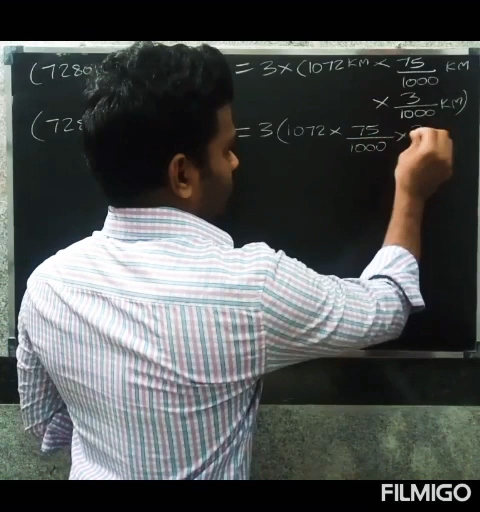 (7280 = 3 × (1072 KM × 75/1000 KM
× 3/1000 KM)
(728 = 3 (1072 × 75/1000 ×
FILMIGO